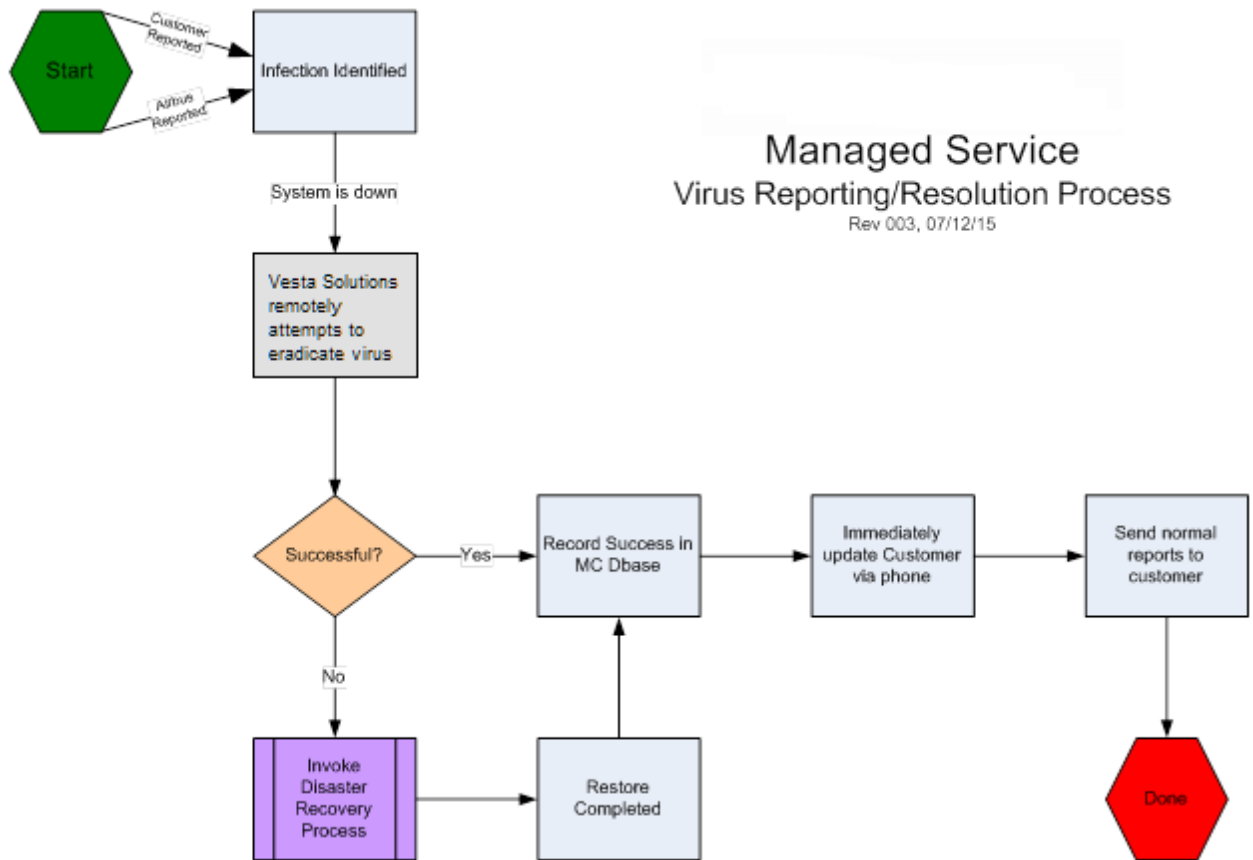 Customer
Reported
Start
Airbus
Reported
Infection Identified
Managed Service
Virus Reporting/Resolution Process
Rev 003, 07/12/15
System is down
Vesta Solutions
remotely
attempts to
eradicate virus
Successful?
Yes
Record Success in
MC Dbase
Immediately
update Customer
via phone
Send normal
reports to
customer
No
Invoke
Disaster
Recovery
Process
Restore
Completed
Done